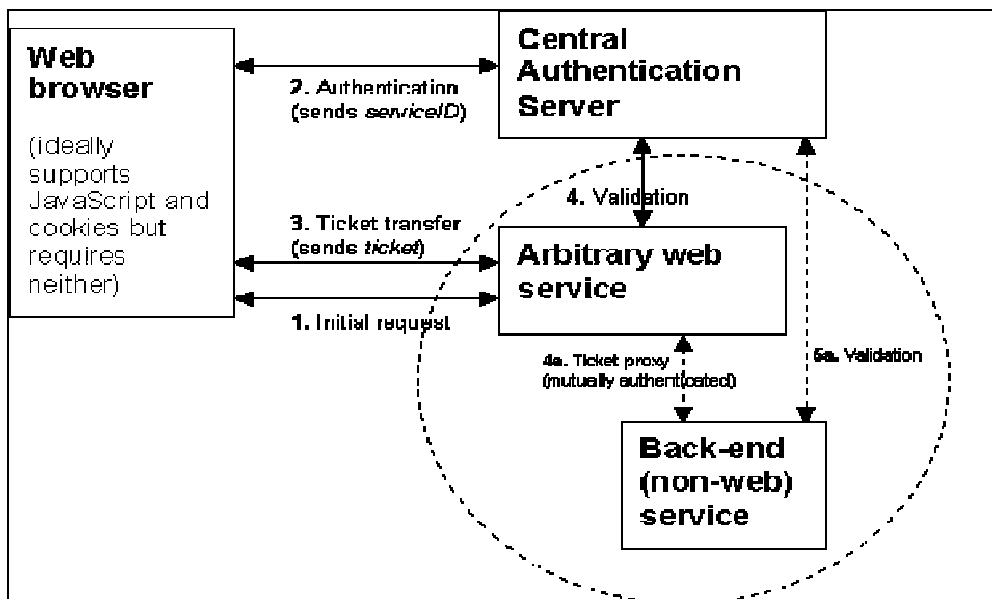 Web
browser
(ideally
supports
JavaScript and
cookies but
requires
neither)
Central
Authentication
Server
2. Authentication
(sends serviceID)
4. Validation
3. Ticket transfer
(sends ticket)
Arbitrary web
service
1. Initial request
4a. Ticket proxy
(mutually authenticated)
5a. Validation
Back-end
(non-web)
service